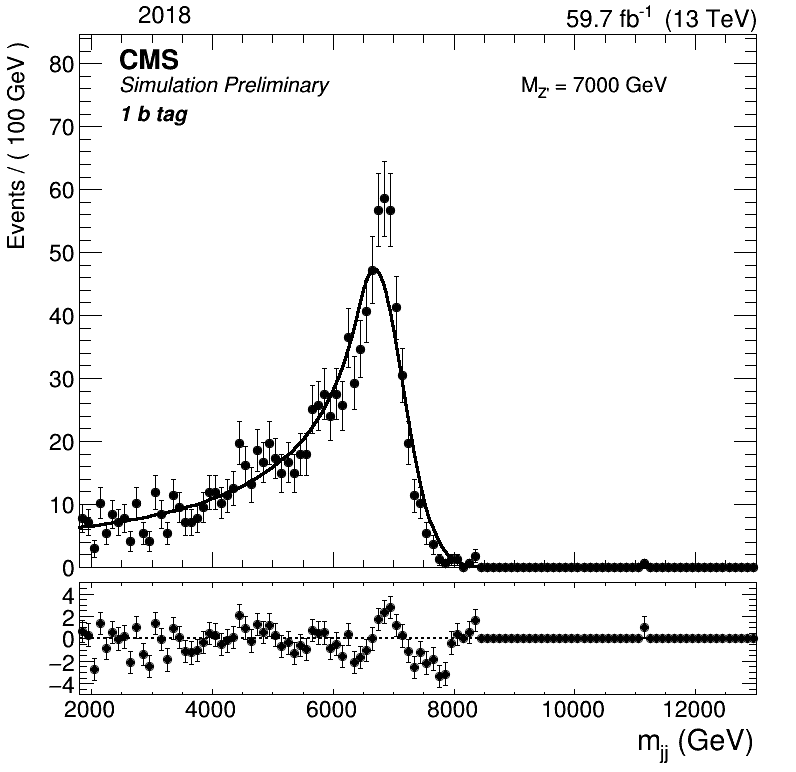 2018
59.7 fb⁻¹ (13 TeV)
CMS
Simulation Preliminary
1 b tag
M_Z' = 7000 GeV
Events / ( 100 GeV )
80
70
60
50
40
30
20
10
0
4
2
0
−2
−4
2000 4000 6000 8000 10000 12000
m_jj (GeV)